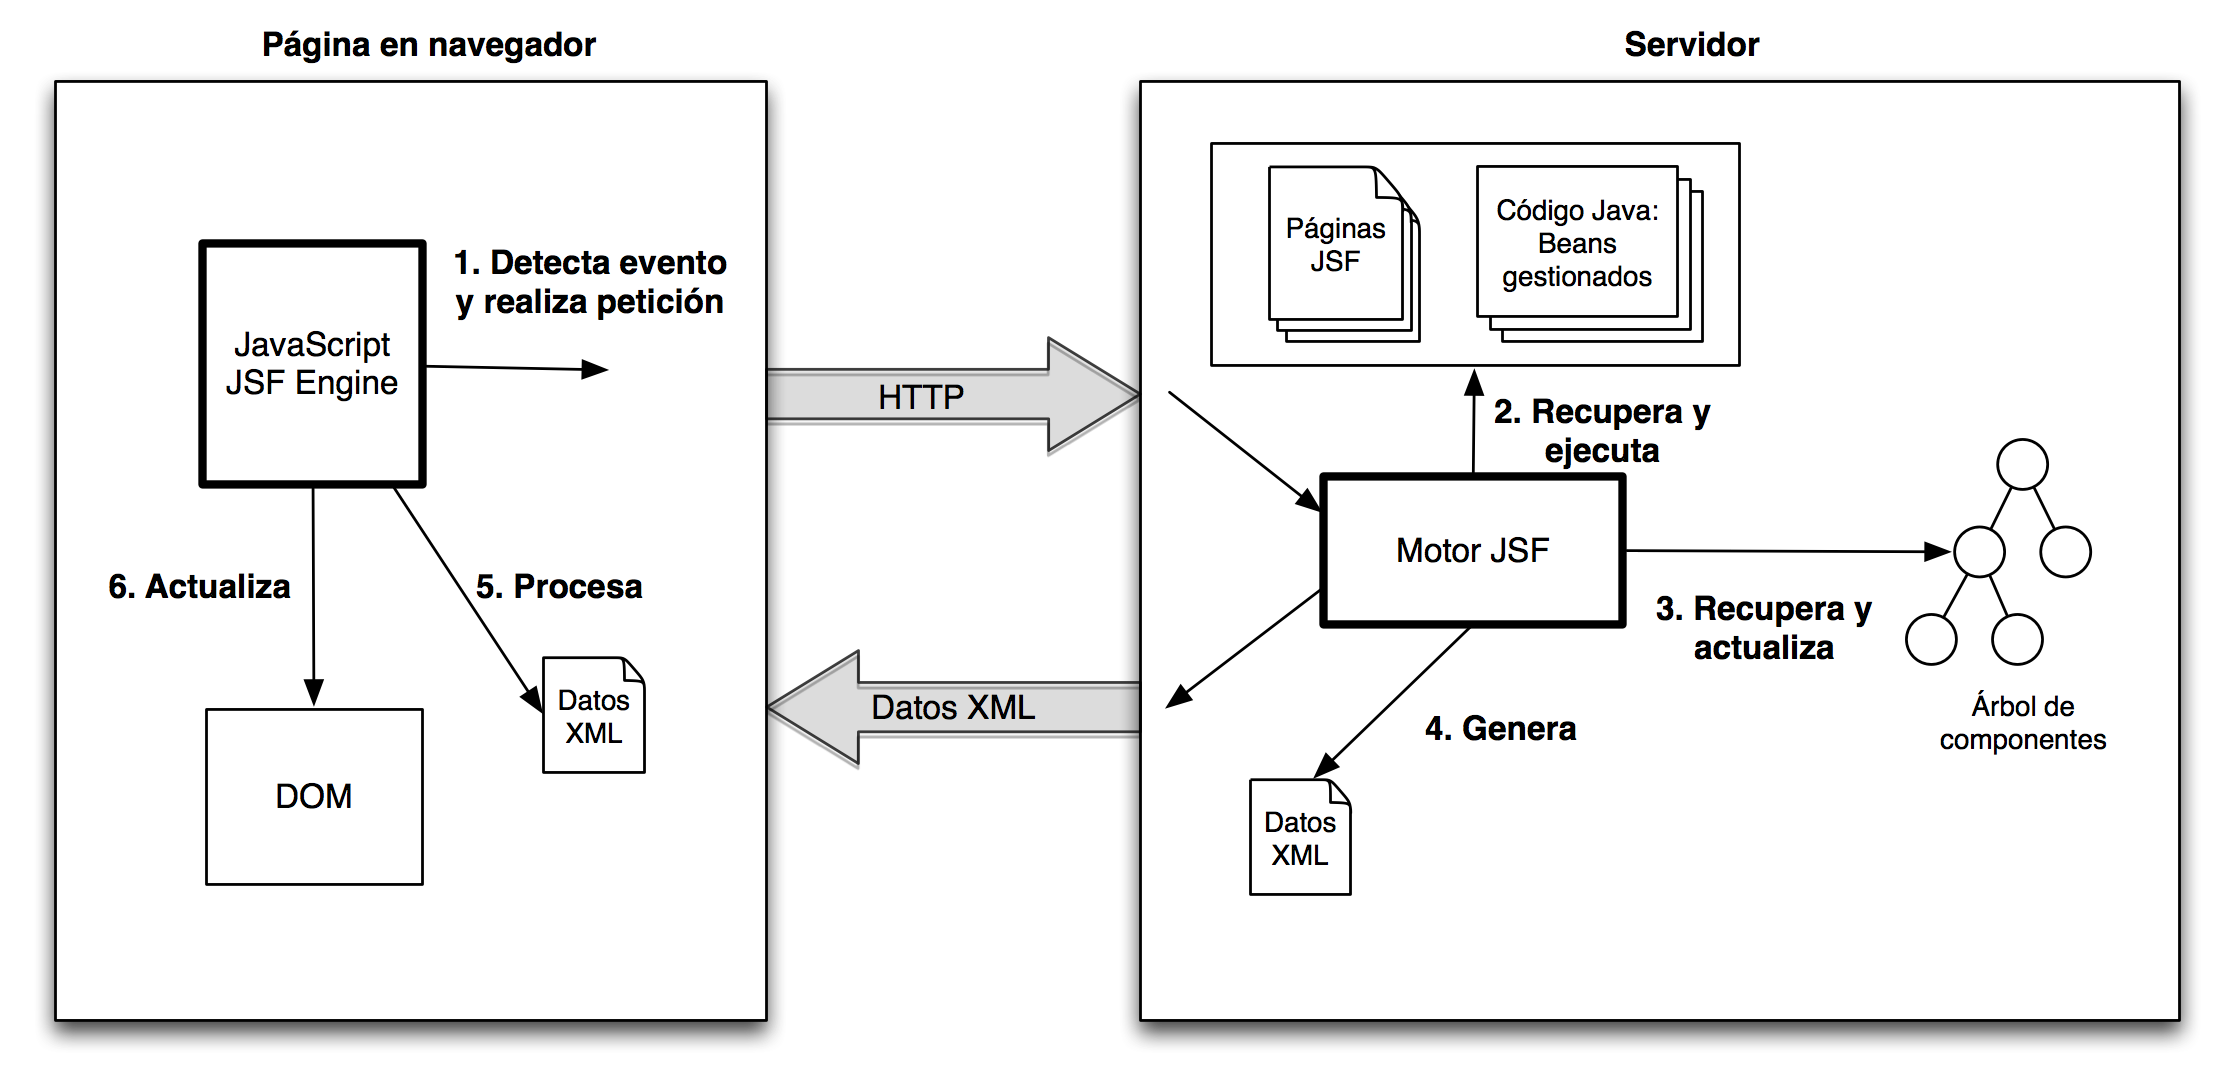 Página en navegador
Servidor
JavaScript
JSF Engine
1. Detecta evento
y realiza petición
6. Actualiza
5. Procesa
Datos
XML
DOM
HTTP
Datos XML
Páginas
JSF
Código Java:
Beans
gestionados
2. Recupera y
ejecuta
Motor JSF
3. Recupera y
actualiza
Árbol de
componentes
4. Genera
Datos
XML